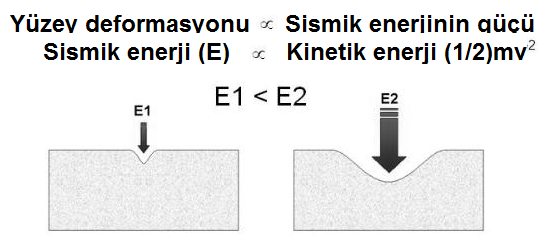 Yüzey deformasyonu ∝ Sismik enerjinin gücü
Sismik enerji (E) ∝ Kinetik enerji (1/2)mv²
E1 < E2
E1
E2